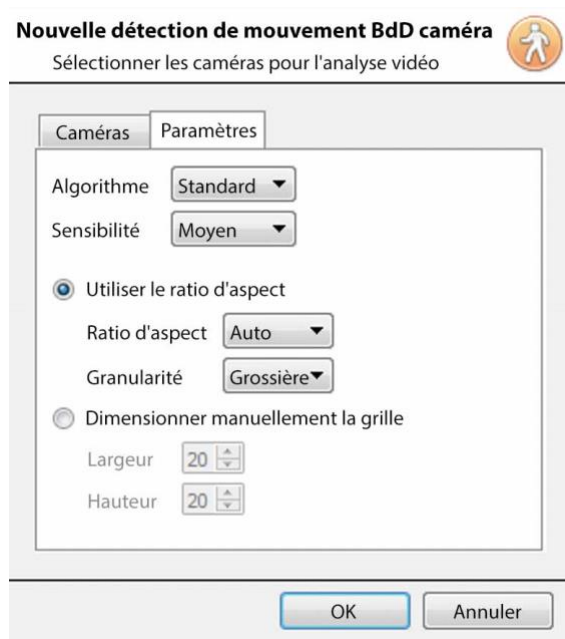 Nouvelle détection de mouvement BdD caméra
Sélectionner les caméras pour l'analyse vidéo
Caméras Paramètres
Algorithme Standard
Sensibilité Moyen
Utiliser le ratio d'aspect
Ratio d'aspect Auto
Granularité Grossière
Dimensionner manuellement la grille
Largeur 20
Hauteur 20
OK Annuler